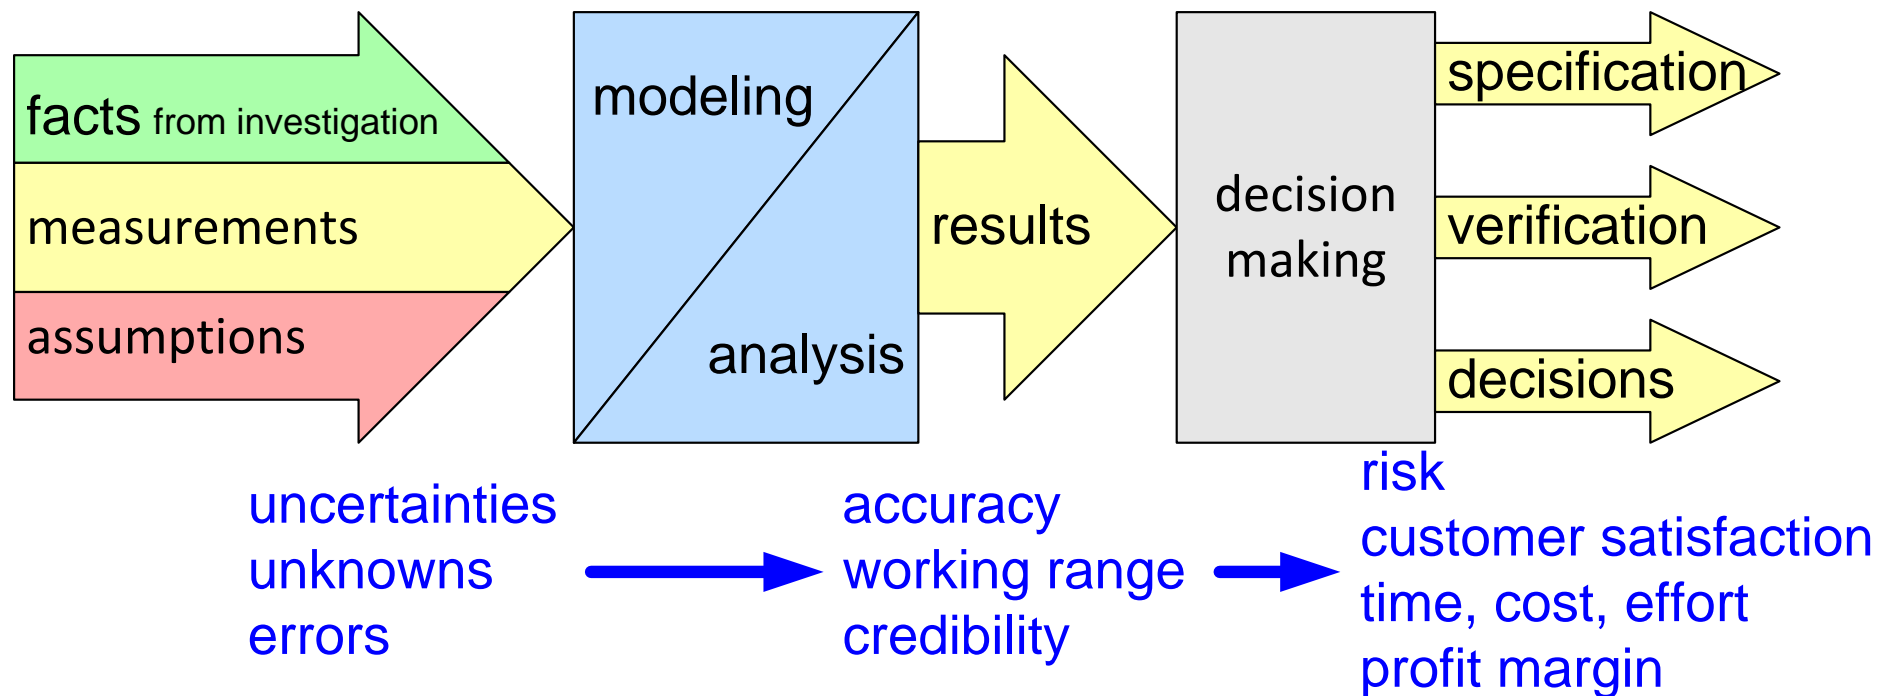 facts from investigation
measurements
assumptions
modeling
analysis
results
decision
making
specification
verification
decisions
uncertainties
unknowns
errors
accuracy
working range
credibility
risk
customer satisfaction
time, cost, effort
profit margin